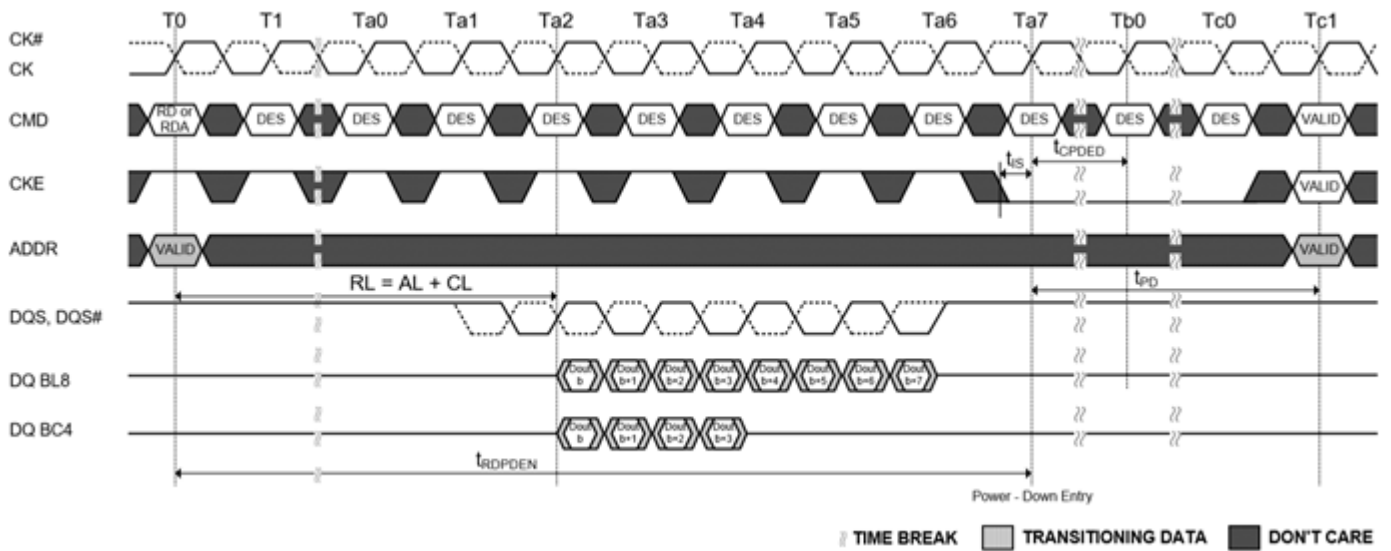 T0 T1 Ta0 Ta1 Ta2 Ta3 Ta4 Ta5 Ta6 Ta7 Tb0 Tc0 Tc1
CK#
CK
CMD RD or RDA DES DES DES DES DES DES DES DES DES DES DES VALID
tIS tCPDED
CKE VALID
ADDR VALID VALID
RL = AL + CL tPD
DQS, DQS#
DQ BL8 Dout b Dout b+1 Dout b+2 Dout b+3 Dout b+4 Dout b+5 Dout b+6 Dout b+7
DQ BC4 Dout b Dout b+1 Dout b+2 Dout b+3
tRDPDEN
Power - Down Entry
TIME BREAK TRANSITIONING DATA DON'T CARE